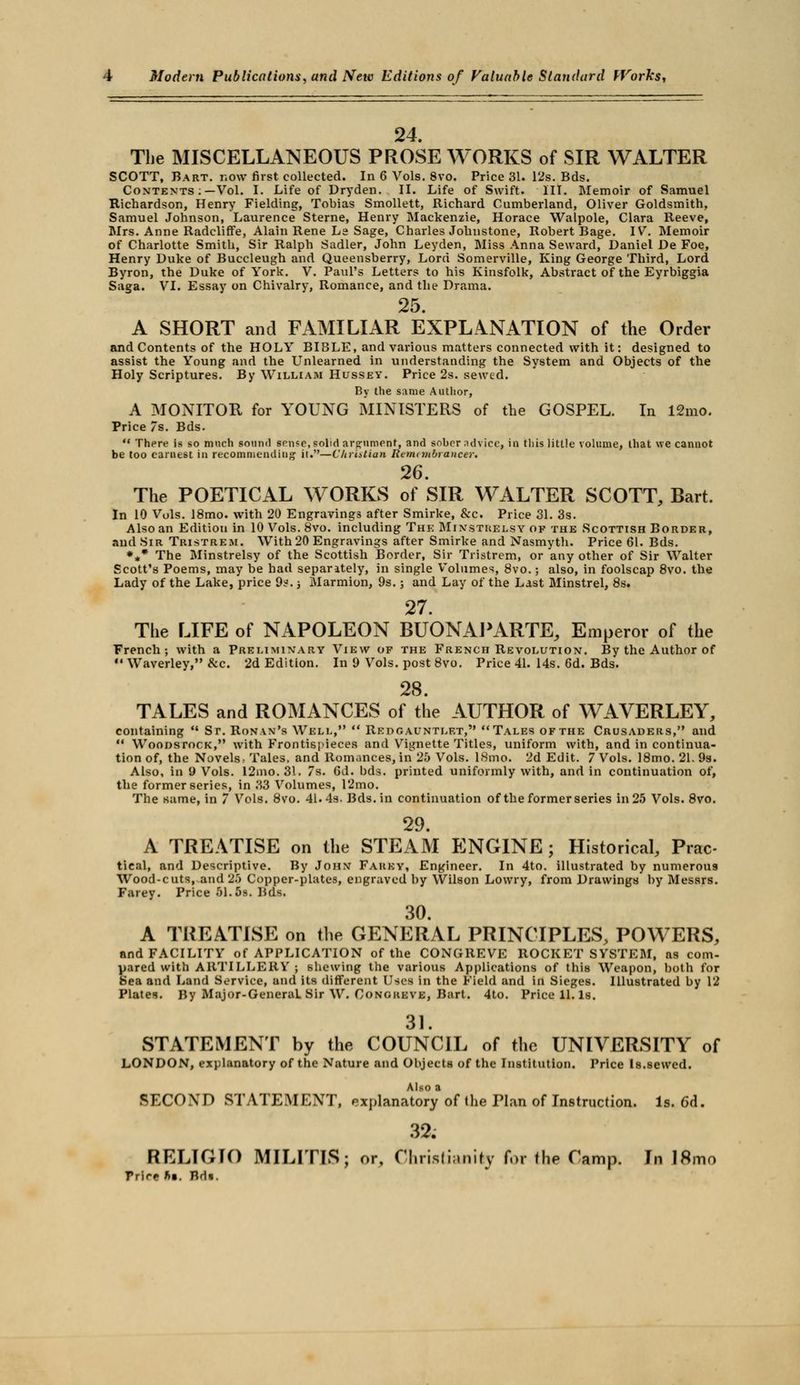 4 Modern Publications, and New Editions of Valuable Standard Works,
24.
The MISCELLANEOUS PROSE WORKS of SIR WALTER
SCOTT, BART. now first collected. In 6 Vols. 8vo. Price 3l. 12s. Bds.
CONTENTS:—Vol. I. Life of Dryden. II. Life of Swift. III. Memoir of Samuel
Richardson, Henry Fielding, Tobias Smollett, Richard Cumberland, Oliver Goldsmith,
Samuel Johnson, Laurence Sterne, Henry Mackenzie, Horace Walpole, Clara Reeve,
Mrs. Anne Radcliffe, Alain Rene Le Sage, Charles Johnstone, Robert Bage. IV. Memoir
of Charlotte Smith, Sir Ralph Sadler, John Leyden, Miss Anna Seward, Daniel De Foe,
Henry Duke of Buccleugh and Queensberry, Lord Somerville, King George Third, Lord
Byron, the Duke of York. V. Paul's Letters to his Kinsfolk, Abstract of the Eyrbiggia
Saga. VI. Essay on Chivalry, Romance, and the Drama.
25.
A SHORT and FAMILIAR EXPLANATION of the Order
and Contents of the HOLY BIBLE, and various matters connected with it; designed to
assist the Young and the Unlearned in understanding the System and Objects of the
Holy Scriptures. By WILLIAM HUSSEY. Price 2s. sewed.
By the same Author,
A MONITOR for YOUNG MINISTERS of the GOSPEL. In 12mo.
Price 7s. Bds.
"There is so much sound sense, solid argument, and sober advice, in this little volume, that we cannot
be too earnest in recommending it."—Christian Remembrancer.
26.
The POETICAL WORKS of SIR WALTER SCOTT, Bart.
In 10 Vols. 18mo. with 20 Engravings after Smirke, &c. Price 3l. 3s.
Also an Edition in 10 Vols. 8vo. including THE MINSTRELSY OF THE SCOTTISH BORDER,
and SIR TRISTREM. With 20 Engravings after Smirke and Nasmyth. Price 6l. Bds.
*** The Minstrelsy of the Scottish Border, Sir Tristrem, or any other of Sir Walter
Scott's Poems, may be had separately, in single Volumes, 8vo.; also, in foolscap 8vo. the
Lady of the Lake, price 9s.; Marmion, 9s.; and Lay of the Last Minstrel, 8s.
27.
The LIFE of NAPOLEON BUONAPARTE, Emperor of the
French; with a PRELIMINARY VIEW OF THE FRENCH REVOLUTION. By the Author of
"Waverley," &c. 2d Edition. In 9 Vols. post 8vo. Price 4l. 14s. 6d. Bds.
28.
TALES and ROMANCES of the AUTHOR of WAVERLEY,
containing "ST. RONAN'S WELL," "REDGAUNTLET," "TALES OF THE CRUSADERS," and
"WOODSTOCK," with Frontispieces and Vignette Titles, uniform with, and in continua-
tion of, the Novels, Tales, and Romances, in 25 Vols. 18mo. 2d Edit. 7 Vols. 18mo. 2l. 9s.
Also, in 9 Vols. 12mo. 3l. 7s. 6d. bds. printed uniformly with, and in continuation of,
the former series, in 33 Volumes, 12mo.
The same, in 7 Vols. 8vo. 4l. 4s. Bds. in continuation of the former series in 25 Vols. 8vo.
29.
A TREATISE on the STEAM ENGINE; Historical, Prac-
tical, and Descriptive. By JOHN FAREY, Engineer. In 4to. illustrated by numerous
Wood-cuts, and 25 Copper-plates, engraved by Wilson Lowry, from Drawings by Messrs.
Farey. Price 5l. 5s. Bds.
30.
A TREATISE on the GENERAL PRINCIPLES, POWERS,
and FACILITY of APPLICATION of the CONGREVE ROCKET SYSTEM, as com-
pared with ARTILLERY; shewing the various Applications of this Weapon, both for
Sea and Land Service, and its different Uses in the Field and in Sieges. Illustrated by 12
Plates. By Major-General Sir W. CONGREVE, Bart. 4to. Price 1l. 1s.
31.
STATEMENT by the COUNCIL of the UNIVERSITY of
LONDON, explanatory of the Nature and Objects of the Institution. Price 1s. sewed.
Also a
SECOND STATEMENT, explanatory of the Plan of Instruction. 1s. 6d.
32.
RELIGIO MILITIS; or, Christianity for the Camp. In 18mo
Price 5s. Bds.